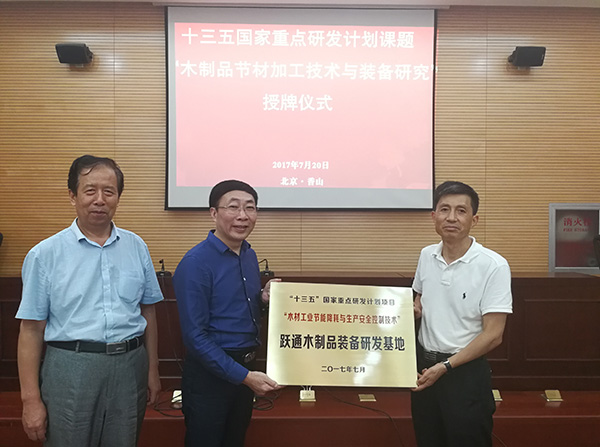 十三五国家重点研发计划课题
“木制品节材加工技术与装备研究”
授牌仪式
2017年7月20日
北京·香山
消火栓
“十三五”国家重点研发计划项目
“木材工业节能降耗与生产安全控制技术”
跃通木制品装备研发基地
二〇一七年七月